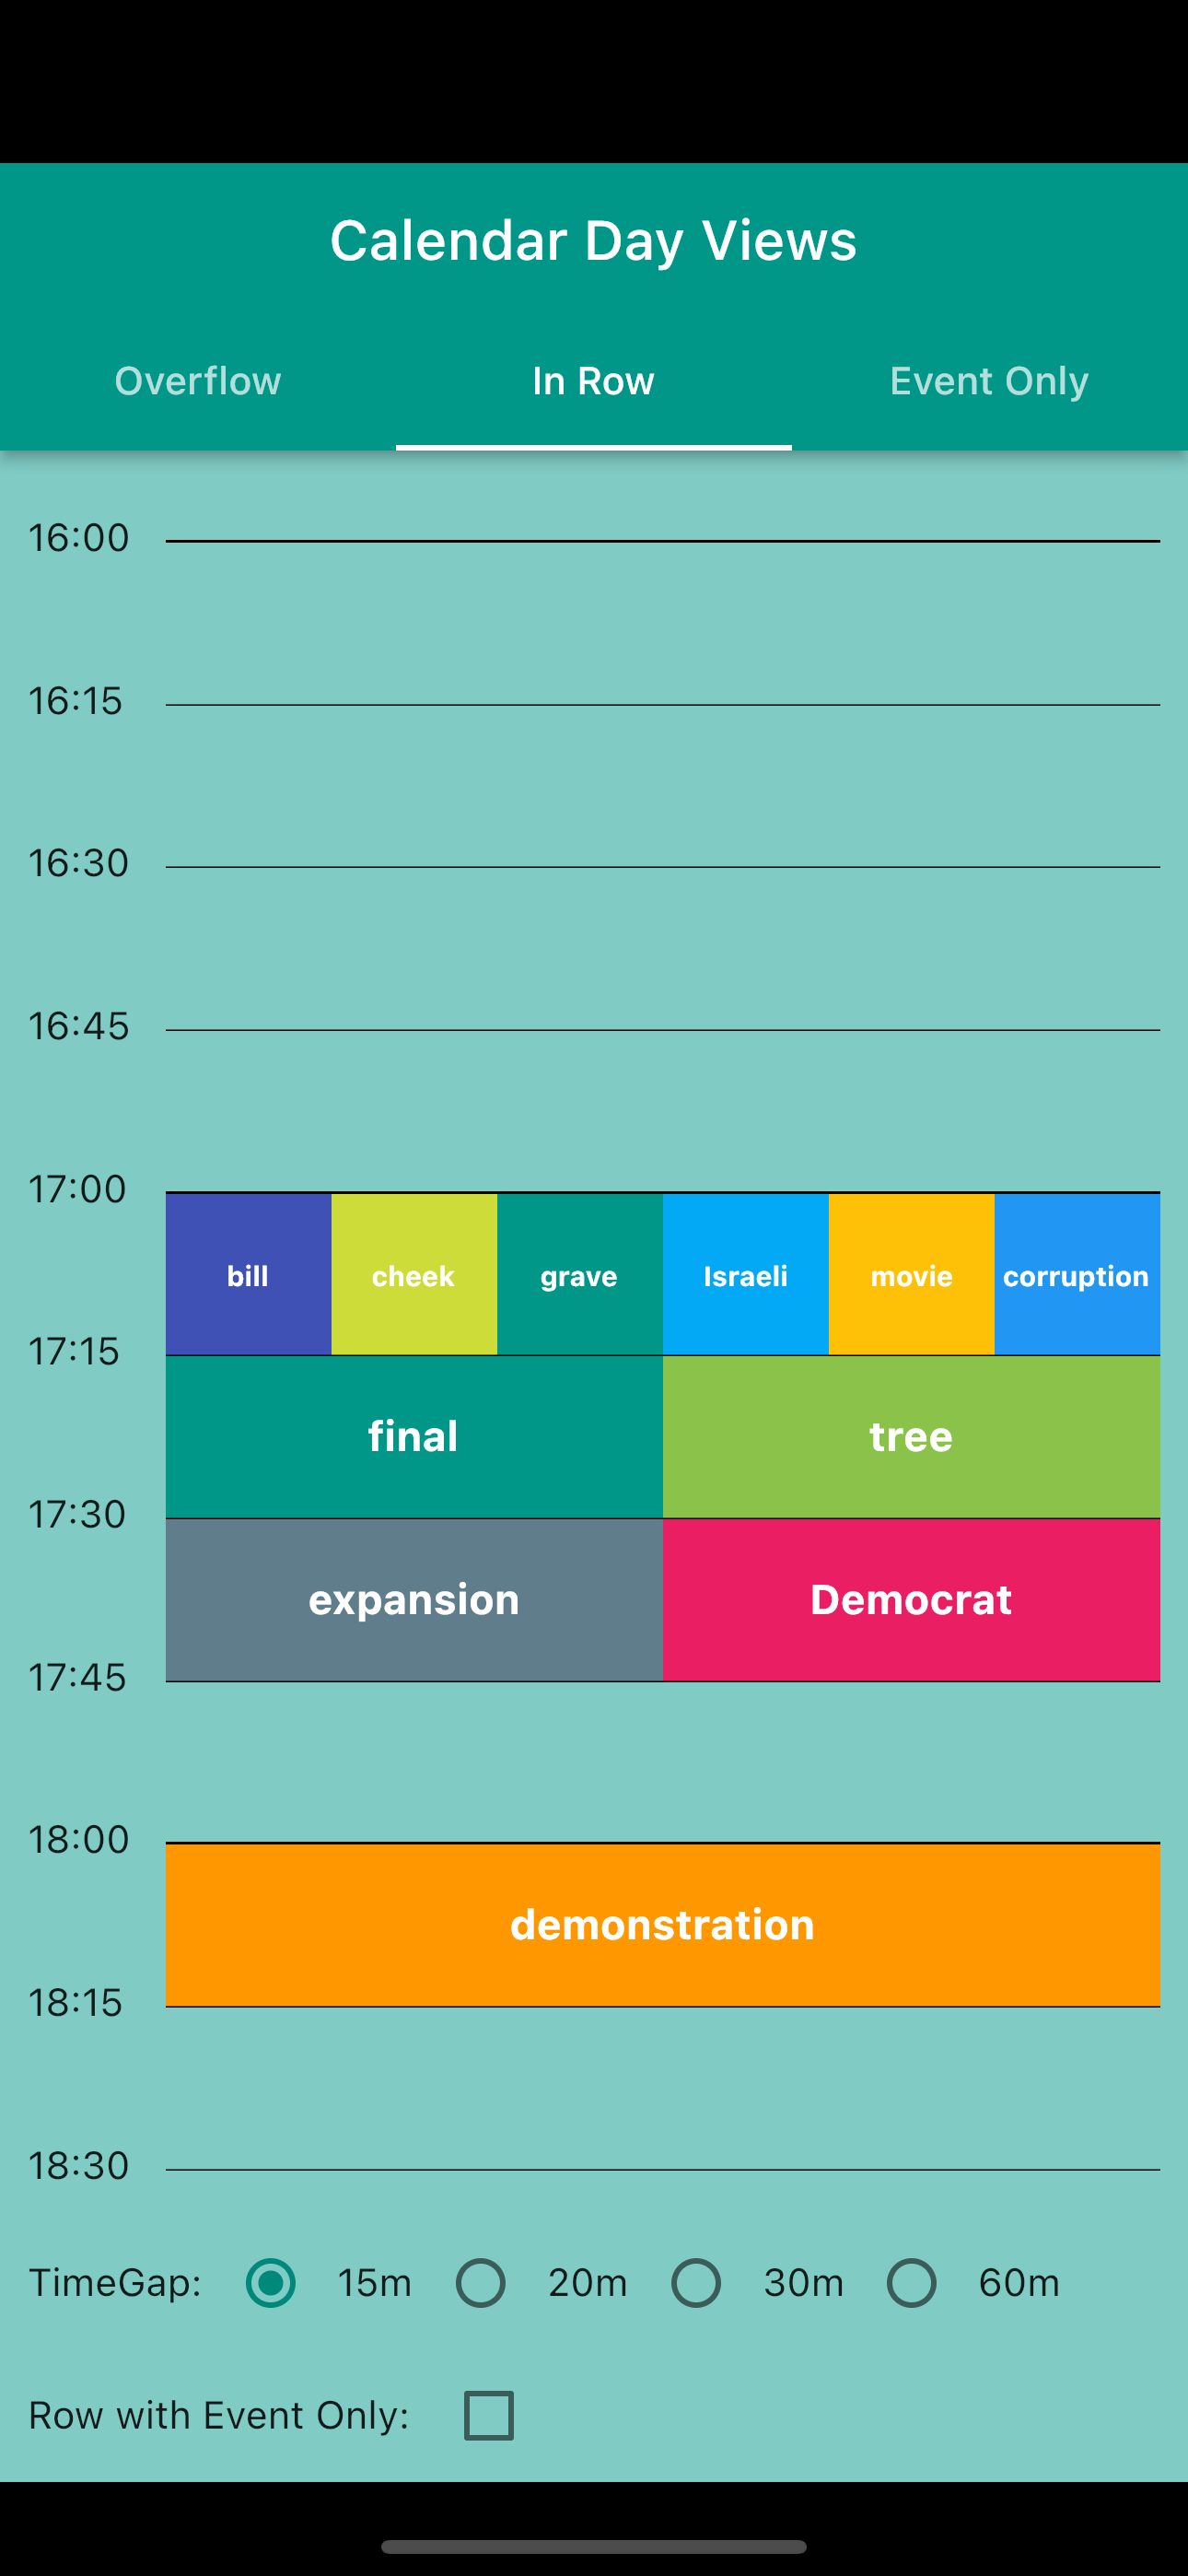 Calendar Day Views
Overflow In Row Event Only
16:00
16:15
16:30
16:45
17:00
bill cheek grave Israeli movie corruption
17:15
final tree
17:30
expansion Democrat
17:45
18:00
demonstration
18:15
18:30
TimeGap: 15m 20m 30m 60m
Row with Event Only: